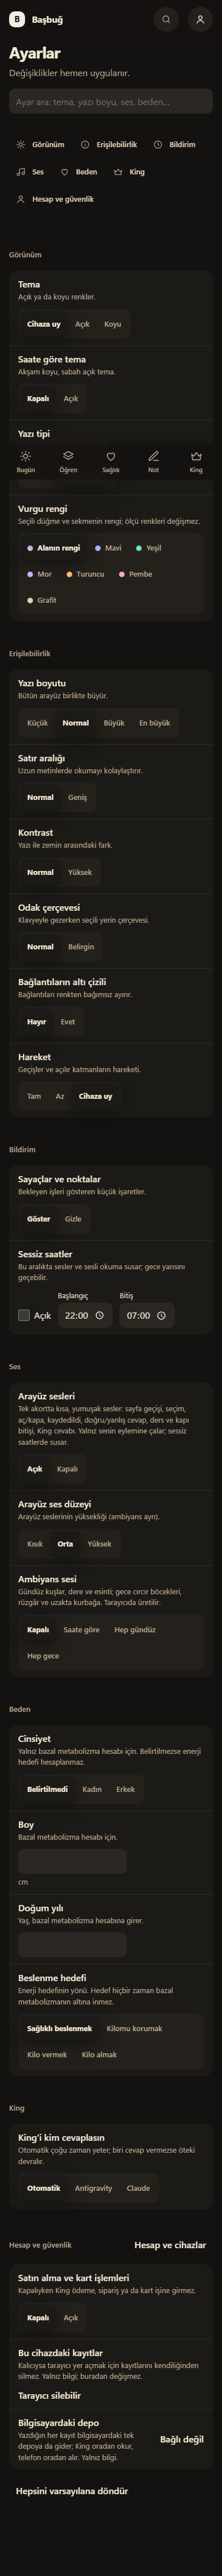 B Başbuğ
Ayarlar
Değişiklikler hemen uygulanır.
Ayar ara: tema, yazı boyu, ses, beden...
Görünüm Erişilebilirlik Bildirim
Ses Beden King
Hesap ve güvenlik
Görünüm
Tema
Açık ya da koyu renkler.
Cihaza uy Açık Koyu
Saate göre tema
Akşam koyu, sabah açık tema.
Kapalı Açık
Yazı tipi
Bugün Öğren Sağlık Not King
Vurgu rengi
Seçili düğme ve sekmenin rengi; ölçü renkleri değişmez.
Alanın rengi Mavi Yeşil
Mor Turuncu Pembe
Grafit
Erişilebilirlik
Yazı boyutu
Bütün arayüz birlikte büyür.
Küçük Normal Büyük En büyük
Satır aralığı
Uzun metinlerde okumayı kolaylaştırır.
Normal Geniş
Kontrast
Yazı ile zemin arasındaki fark.
Normal Yüksek
Odak çerçevesi
Klavyeyle gezerken seçili yerin çerçevesi.
Normal Belirgin
Bağlantıların altı çizili
Bağlantıları renkten bağımsız ayırır.
Hayır Evet
Hareket
Geçişler ve açılır katmanların hareketi.
Tam Az Cihaza uy
Bildirim
Sayaçlar ve noktalar
Bekleyen işleri gösteren küçük işaretler.
Göster Gizle
Sessiz saatler
Bu aralıkta sesler ve sesli okuma susar; gece yarısını
geçebilir.
Başlangıç Bitiş
Açık 22:00 07:00
Ses
Arayüz sesleri
Tek akortta kısa, yumuşak sesler: sayfa geçişi, seçim,
aç/kapa, kaydedildi, doğru/yanlış cevap, ders ve kapı
bitişi, King cevabı. Yalnız senin eylemine çalar; sessiz
saatlerde susar.
Açık Kapalı
Arayüz ses düzeyi
Arayüz seslerinin yüksekliği (ambiyans ayrı).
Kısık Orta Yüksek
Ambiyans sesi
Gündüz kuşlar, dere ve esinti; gece cırcır böcekleri,
rüzgâr ve uzakta kurbağa. Tarayıcıda üretilir.
Kapalı Saate göre Hep gündüz
Hep gece
Beden
Cinsiyet
Yalnız bazal metabolizma hesabı için. Belirtilmezse enerji
hedefi hesaplanmaz.
Belirtilmedi Kadın Erkek
Boy
Bazal metabolizma hesabı için.
cm
Doğum yılı
Yaş, bazal metabolizma hesabına girer.
Beslenme hedefi
Enerji hedefinin yönü. Hedef hiçbir zaman bazal
metabolizmanın altına inmez.
Sağlıklı beslenmek Kilomu korumak
Kilo vermek Kilo almak
King
King'i kim cevaplasın
Otomatik çoğu zaman yeter; biri cevap vermezse öteki
devralır.
Otomatik Antigravity Claude
Hesap ve güvenlik Hesap ve cihazlar
Satın alma ve kart işlemleri
Kapalıyken King ödeme, sipariş ya da kart işine girmez.
Kapalı Açık
Bu cihazdaki kayıtlar
Kalıcıysa tarayıcı yer açmak için kayıtlarını kendiliğinden
silmez. Yalnız bilgi; buradan değişmez.
Tarayıcı silebilir
Bilgisayardaki depo
Yazdığın her kayıt bilgisayardaki tek
depoya da gider; King oradan okur,
telefon oradan alır. Yalnız bilgi.
Bağlı değil
Hepsini varsayılana döndür